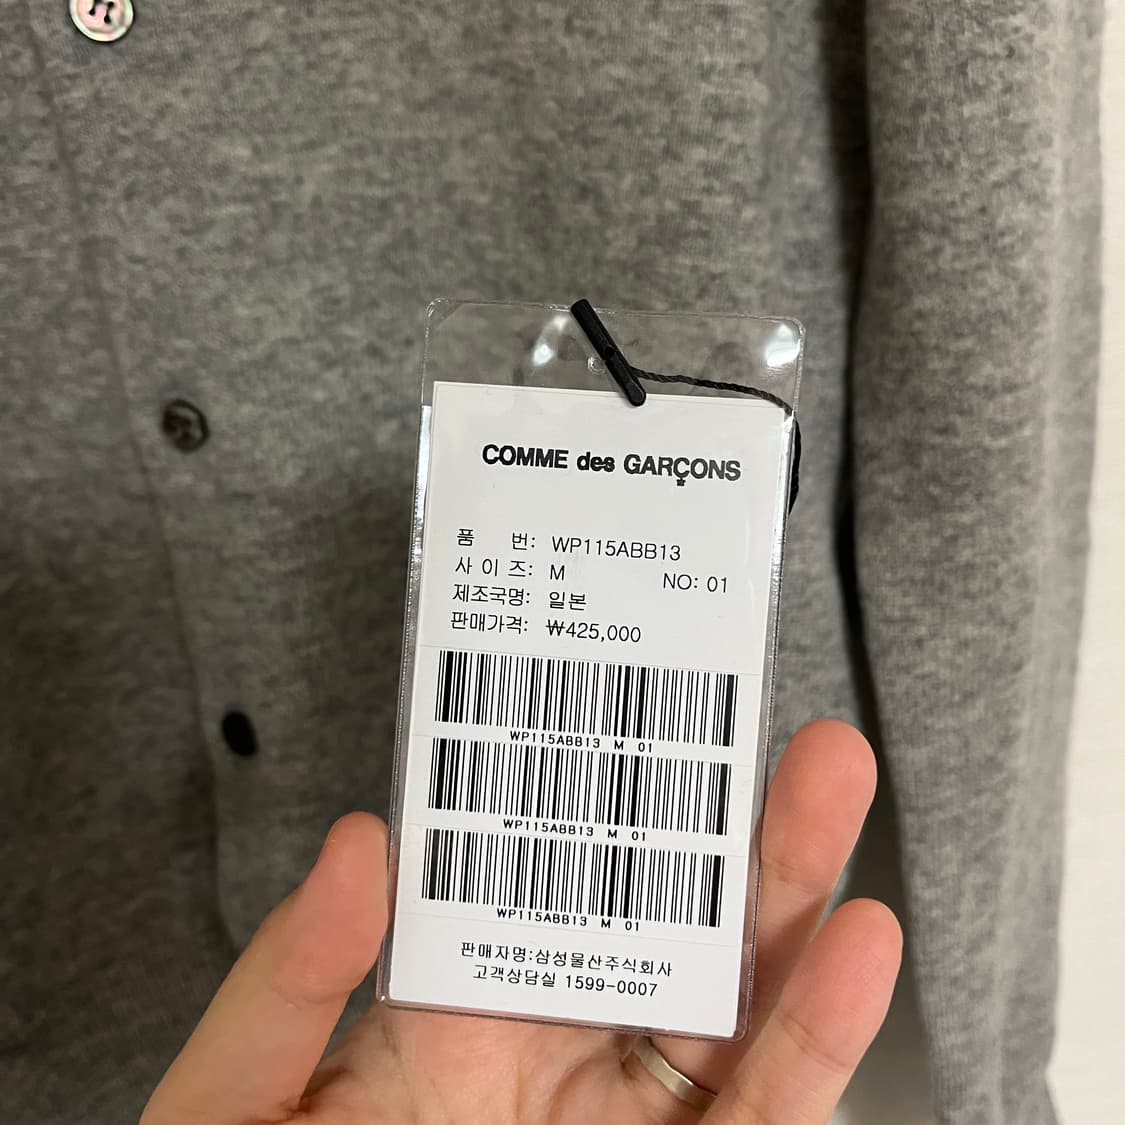 COMME des GARÇONS
품 번: WP115ABB13
사 이 즈: M NO: 01
제조국명: 일본
판매가격: ₩425,000
WP115ABB13 M 01
WP115ABB13 M 01
WP115ABB13 M 01
판매자명:삼성물산주식회사
고객상담실 1599-0007